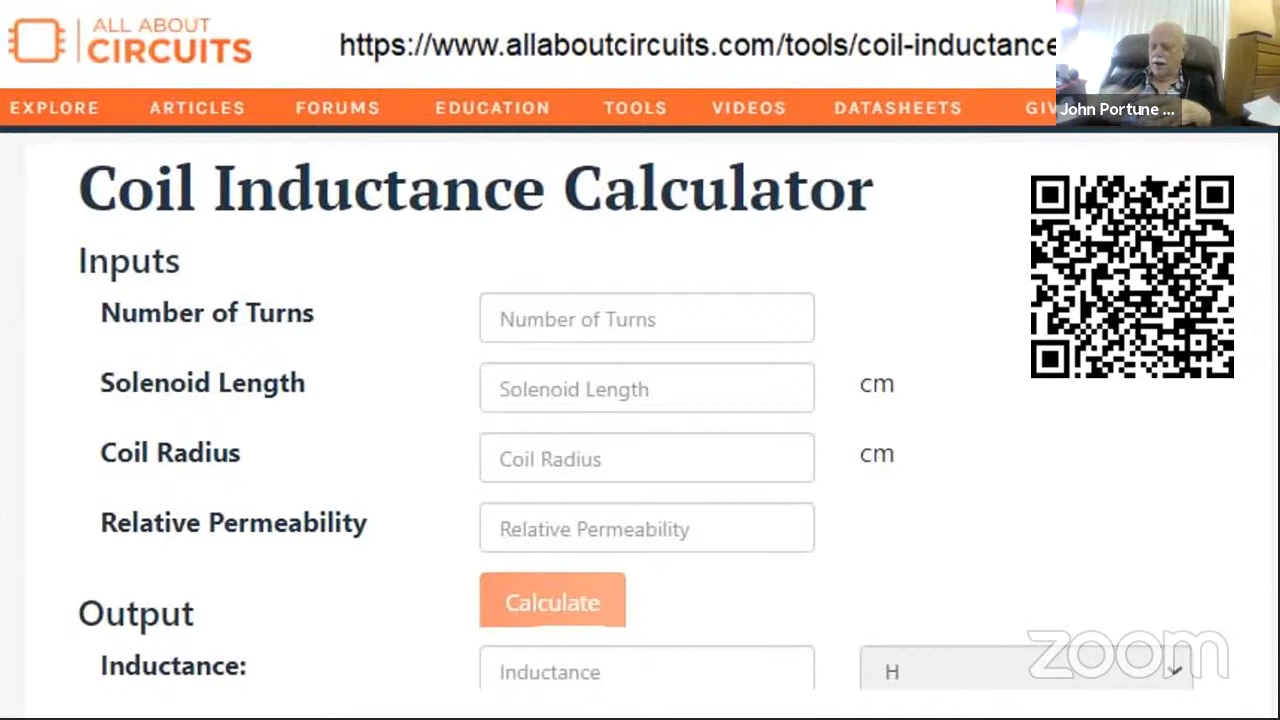 ALL ABOUT
CIRCUITS
https://www.allaboutcircuits.com/tools/coil-inductance
John Portune ...
EXPLORE ARTICLES FORUMS EDUCATION TOOLS VIDEOS DATASHEETS GIV
Coil Inductance Calculator
Inputs
Number of Turns Number of Turns
Solenoid Length Solenoid Length cm
Coil Radius Coil Radius cm
Relative Permeability Relative Permeability
Calculate
Output
Inductance: Inductance H
zoom